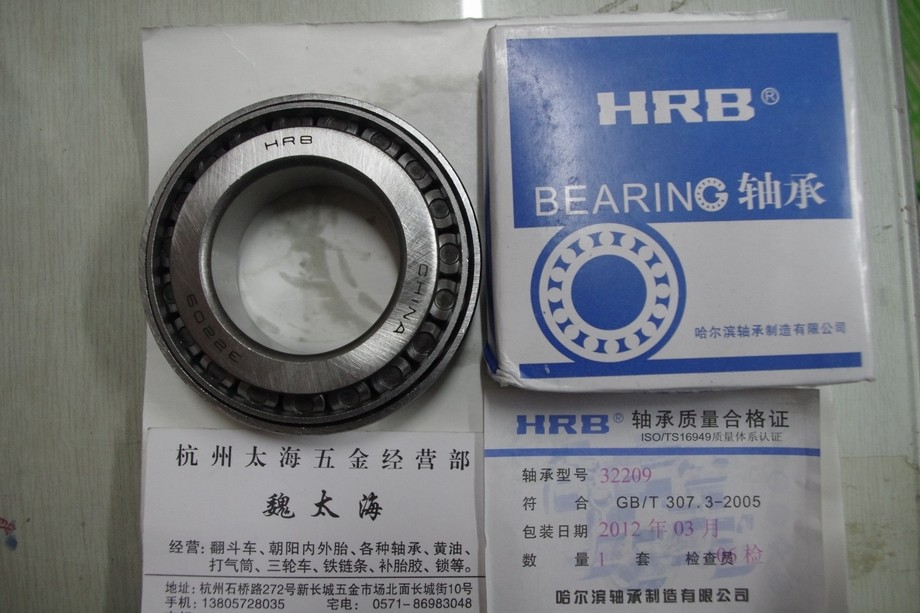 HRB
CHINA
32209
HRB®
BEARING 轴承
哈尔滨轴承制造有限公司
杭州太海五金经营部
魏太海
经营:翻斗车、朝阳内外胎、各种轴承、黄油、
打气筒、三轮车、铁链条、补胎胶、锁等。
地址:杭州石桥路272号新长城五金市场北面长城街10号
手机:13805728035 宅电: 0571-86983048
HRB® 轴承质量合格证
ISO/TS16949质量体系认证
轴承型号 32209
符 合 GB/T 307.3-2005
包装日期 2012 年 03 月
数 量 1 套 检查员 06 检
哈尔滨轴承制造有限公司